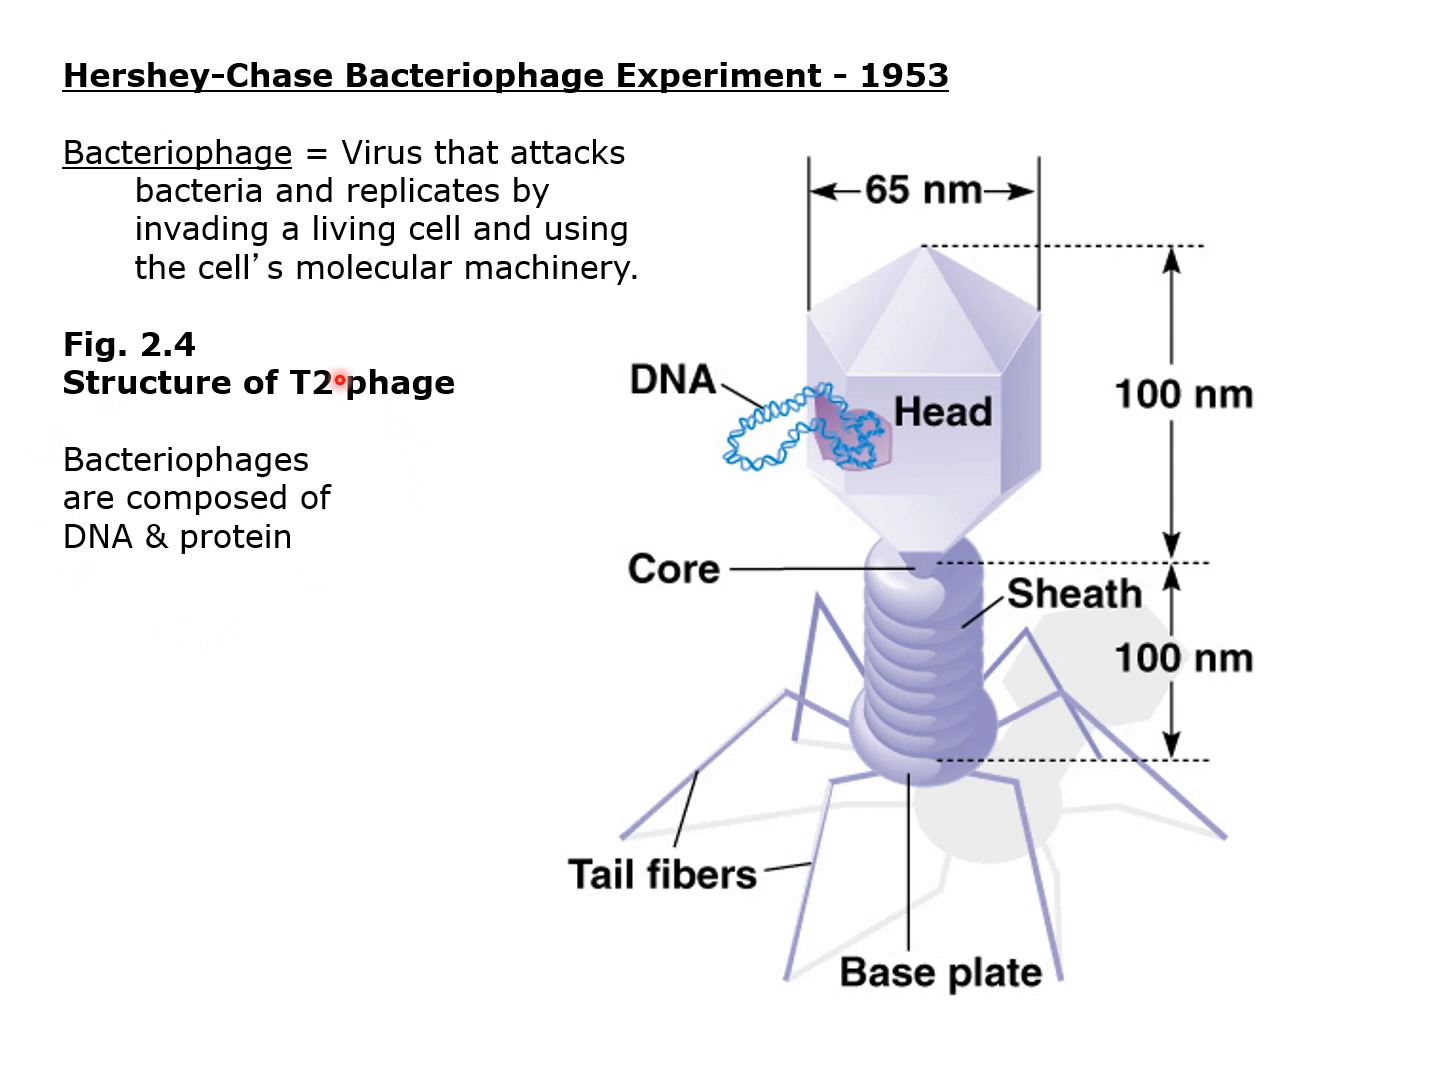 Hershey-Chase Bacteriophage Experiment - 1953
Bacteriophage = Virus that attacks
bacteria and replicates by
invading a living cell and using
the cell’s molecular machinery.
Fig. 2.4
Structure of T2 phage
Bacteriophages
are composed of
DNA & protein
65 nm
DNA
Head
100 nm
Core
Sheath
100 nm
Tail fibers
Base plate